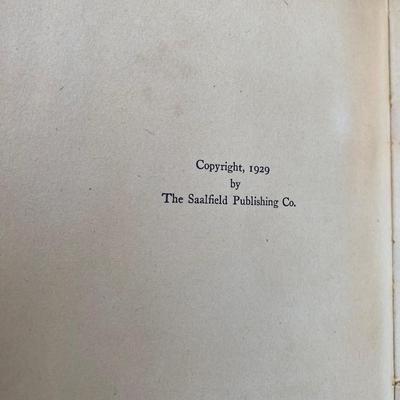 Copyright, 1929
by
The Saalfield Publishing Co.